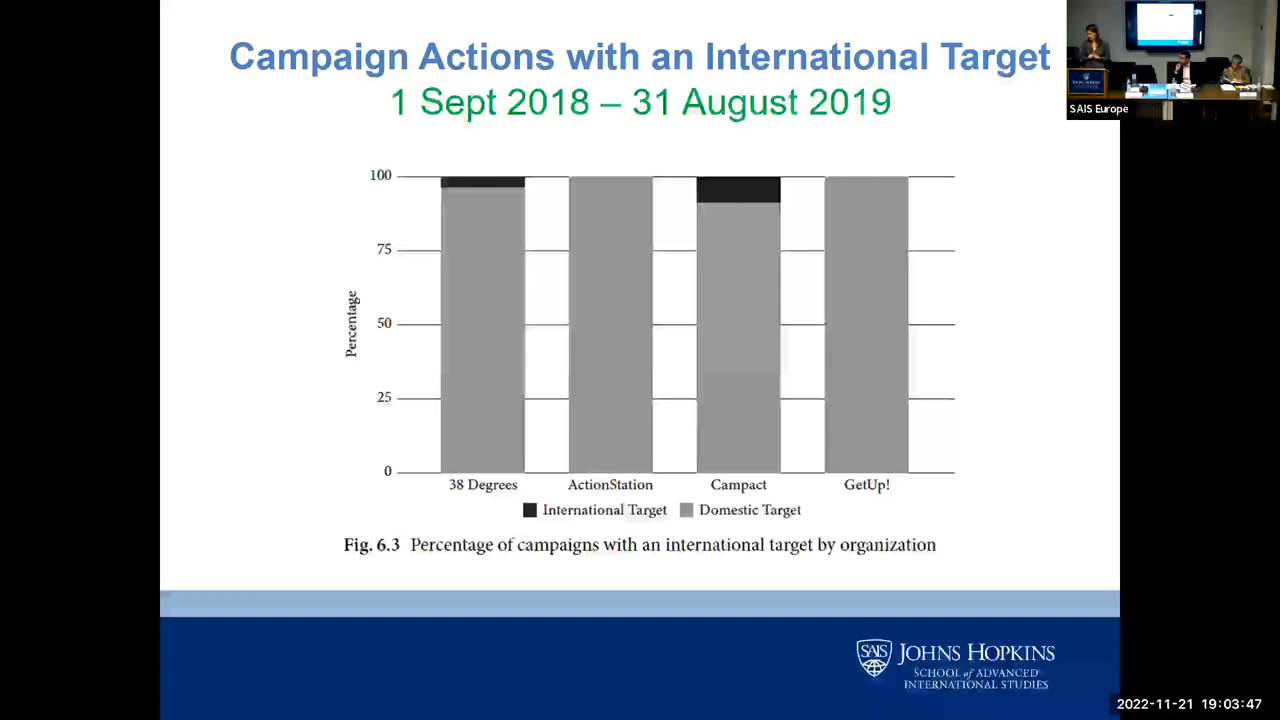 Campaign Actions with an International Target
1 Sept 2018 – 31 August 2019
SAIS Europe
100
75
50
25
0
Percentage
38 Degrees ActionStation Campact GetUp!
International Target Domestic Target
Fig. 6.3 Percentage of campaigns with an international target by organization
SAIS
JOHNS HOPKINS
SCHOOL of ADVANCED
INTERNATIONAL STUDIES
2022-11-21 19:03:47